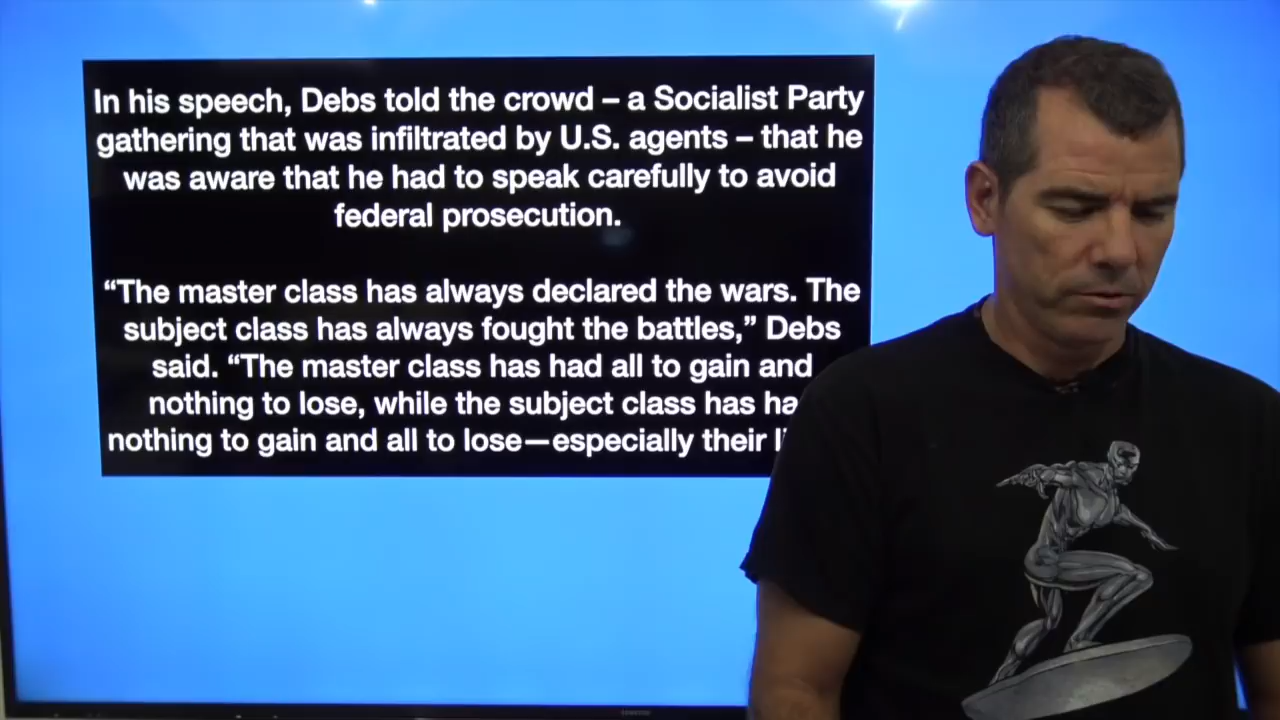 In his speech, Debs told the crowd – a Socialist Party
gathering that was infiltrated by U.S. agents – that he
was aware that he had to speak carefully to avoid
federal prosecution.
“The master class has always declared the wars. The
subject class has always fought the battles,” Debs
said. “The master class has had all to gain and
nothing to lose, while the subject class has ha
nothing to gain and all to lose—especially their li
SAMSUNG